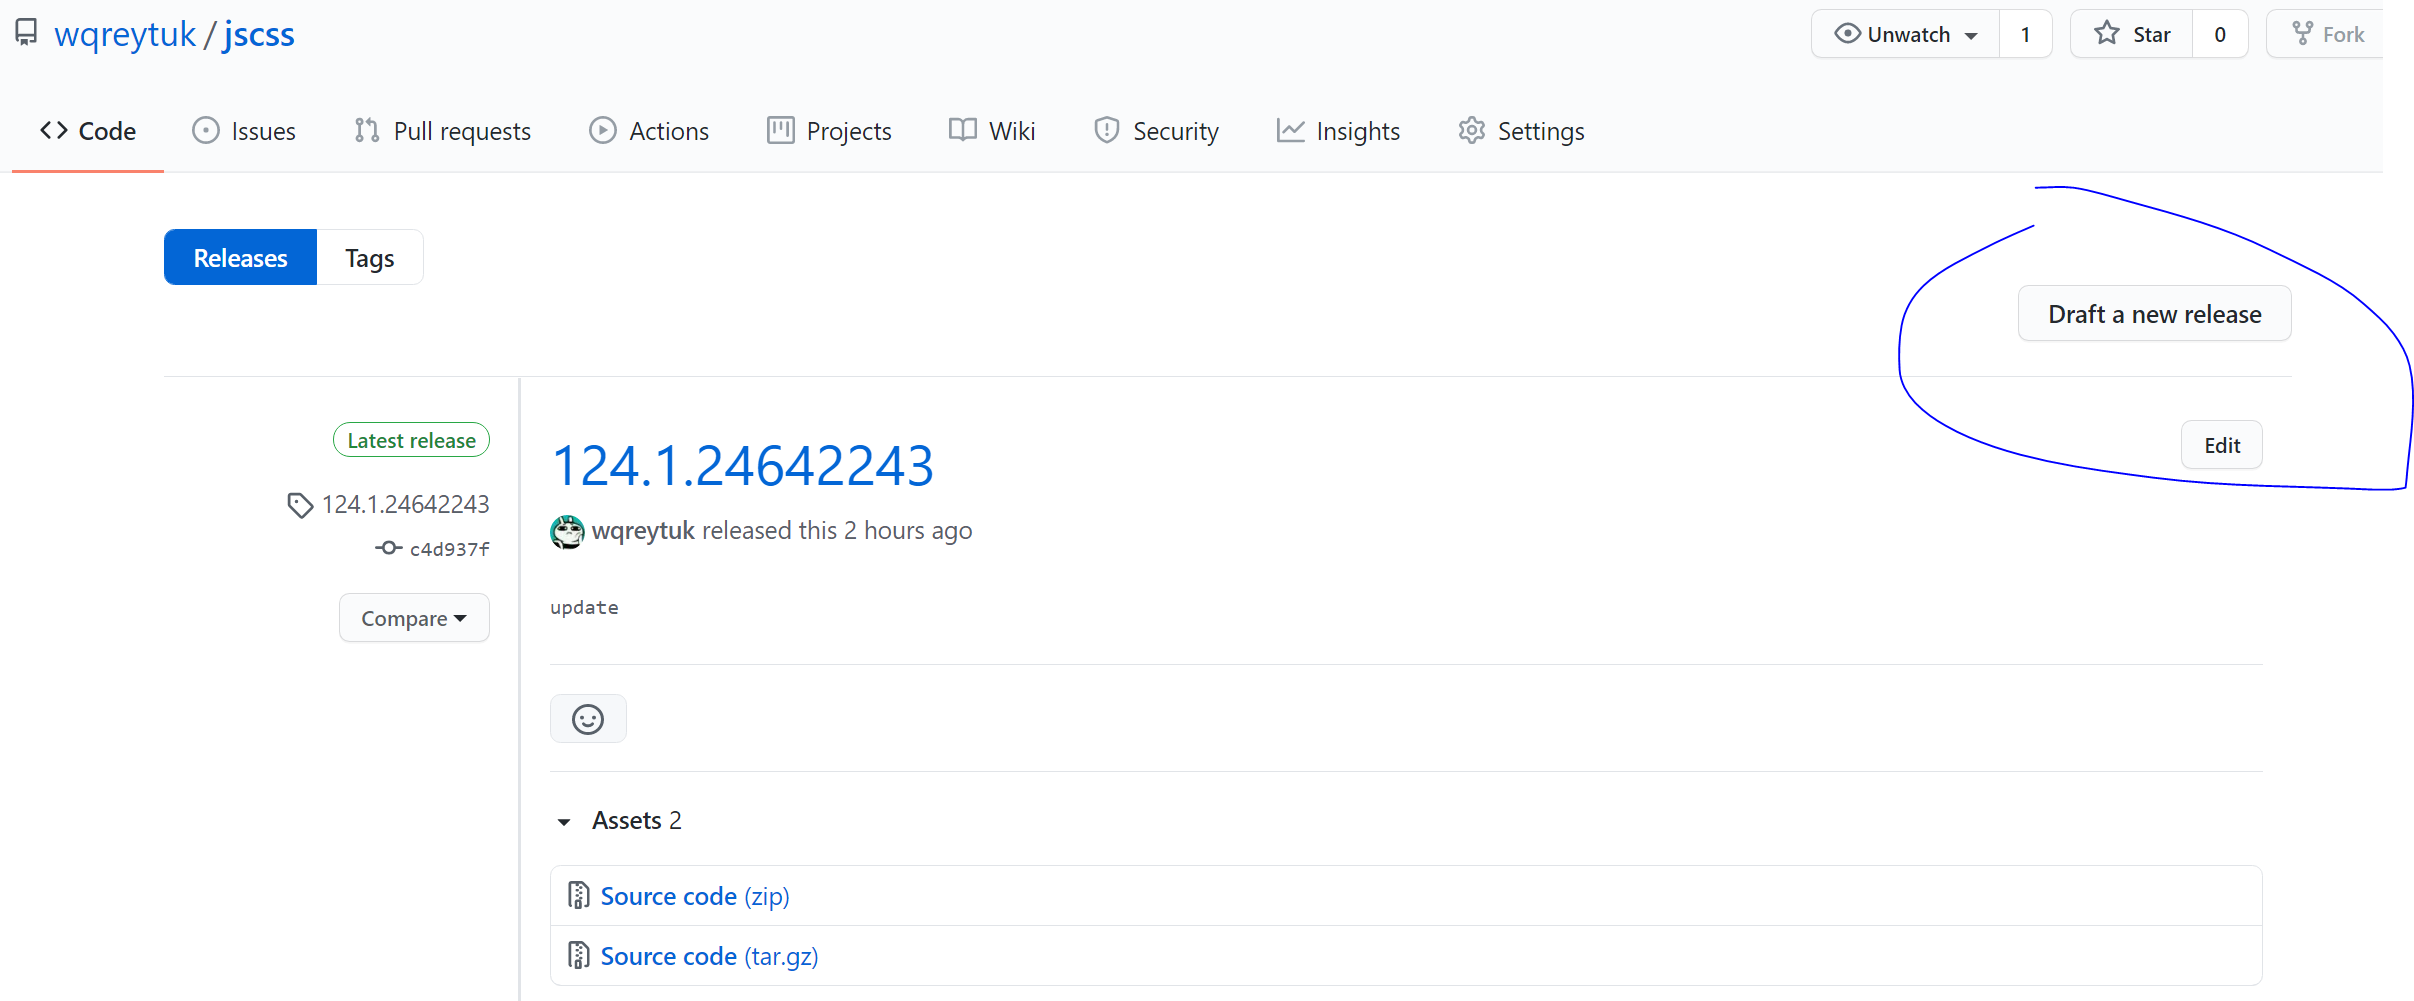 wqreytuk / jscss
Unwatch 1 Star 0 Fork
Code Issues Pull requests Actions Projects Wiki Security Insights Settings
Releases Tags
Draft a new release
Latest release
124.1.24642243
Edit
124.1.24642243
c4d937f
wqreytuk released this 2 hours ago
Compare
update
Assets 2
Source code (zip)
Source code (tar.gz)